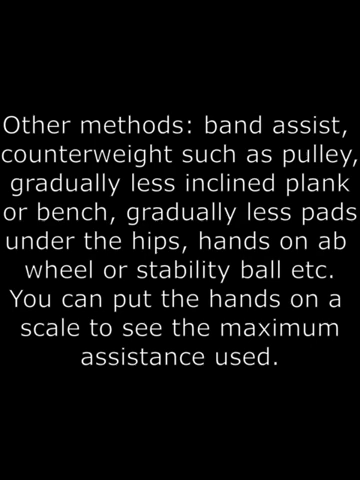 Other methods: band assist,
counterweight such as pulley,
gradually less inclined plank
or bench, gradually less pads
under the hips, hands on ab
wheel or stability ball etc.
You can put the hands on a
scale to see the maximum
assistance used.